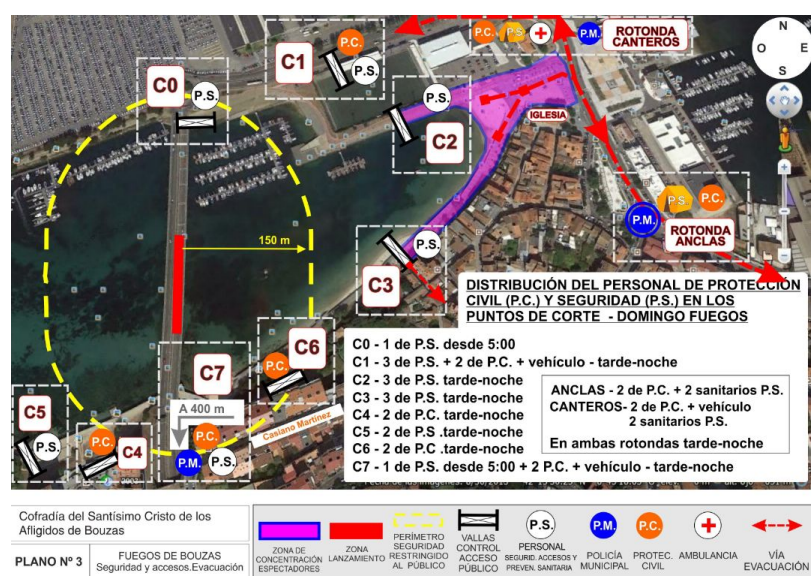 P.C.
P.S.
C1
P.C.
P.S.
P.M.
ROTONDA
CANTEROS
N
O
E
S
C0
P.S.
P.S.
C2
IGLESIA
150 m
P.S.
C3
P.M.
P.S.
P.C.
ROTONDA
ANCLAS
DISTRIBUCIÓN DEL PERSONAL DE PROTECCIÓN
CIVIL (P.C.) Y SEGURIDAD (P.S.) EN LOS
PUNTOS DE CORTE - DOMINGO FUEGOS
C0 - 1 de P.S. desde 5:00
C1 - 3 de P.S. + 2 de P.C. + vehículo - tarde-noche
C2 - 3 de P.S. tarde-noche
C3 - 3 de P.S. tarde-noche
C4 - 2 de P.C. tarde-noche
C5 - 2 de P.S .tarde-noche
C6 - 2 de P.C .tarde-noche
C7 - 1 de P.S. desde 5:00 + 2 P.C. + vehículo - tarde-noche
ANCLAS - 2 de P.C. + 2 sanitarios P.S.
CANTEROS- 2 de P.C. + vehículo
2 sanitarios P.S.
En ambas rotondas tarde-noche
P.C.
C6
C7
A 400 m
Casiano Martínez
C5
P.S.
P.C.
C4
P.C.
P.M.
P.S.
Cofradía del Santísimo Cristo de los
Afligidos de Bouzas
PLANO Nº 3
FUEGOS DE BOUZAS
Seguridad y accesos.Evacuación
ZONA DE
CONCENTRACIÓN
ESPECTADORES
ZONA
LANZAMIENTO
PERÍMETRO
SEGURIDAD
RESTRINGIDO
AL PÚBLICO
VALLAS
CONTROL
ACCESO
PÚBLICO
P.S.
PERSONAL
SEGURID. ACCESOS Y
PREVEN. SANITARIA
P.M.
POLICÍA
MUNICIPAL
P.C.
PROTEC.
CIVIL
AMBULANCIA
VÍA
EVACUACIÓN